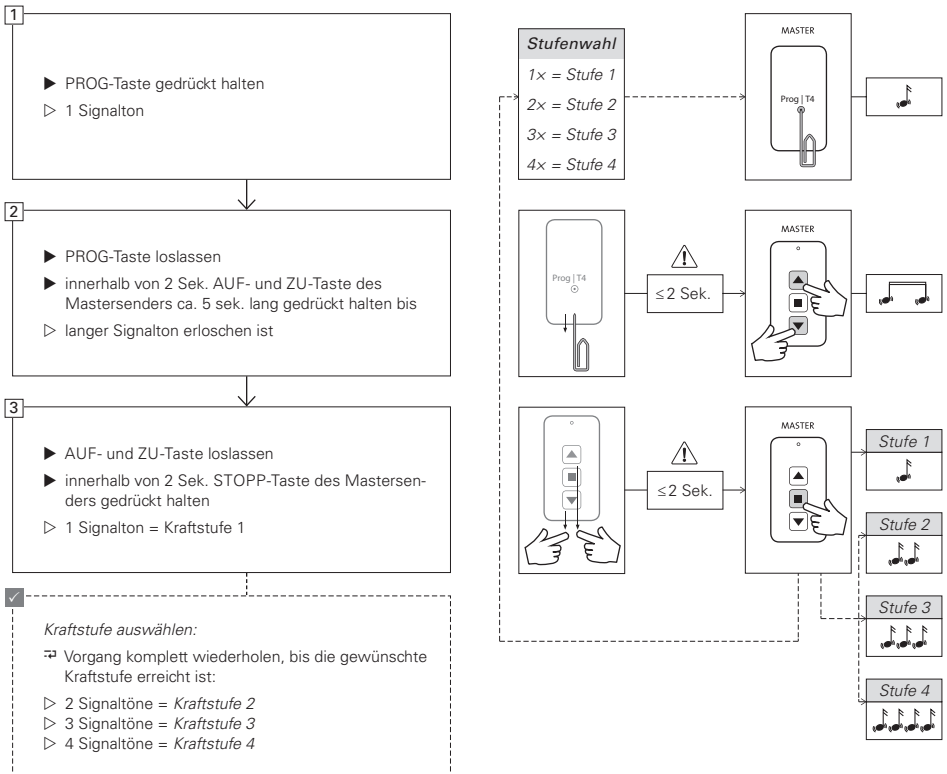 1
▶ PROG-Taste gedrückt halten
▷ 1 Signalton
2
▶ PROG-Taste loslassen
▶ innerhalb von 2 Sek. AUF- und ZU-Taste des
Mastersenders ca. 5 sek. lang gedrückt halten bis
▷ langer Signalton erloschen ist
3
▶ AUF- und ZU-Taste loslassen
▶ innerhalb von 2 Sek. STOPP-Taste des Mastersen-
ders gedrückt halten
▷ 1 Signalton = Kraftstufe 1
Kraftstufe auswählen:
Vorgang komplett wiederholen, bis die gewünschte
Kraftstufe erreicht ist:
▷ 2 Signaltöne = Kraftstufe 2
▷ 3 Signaltöne = Kraftstufe 3
▷ 4 Signaltöne = Kraftstufe 4
Stufenwahl
1× = Stufe 1
2× = Stufe 2
3× = Stufe 3
4× = Stufe 4
MASTER
Prog | T4
Prog | T4
≤2 Sek.
MASTER
≤2 Sek.
MASTER
Stufe 1
Stufe 2
Stufe 3
Stufe 4